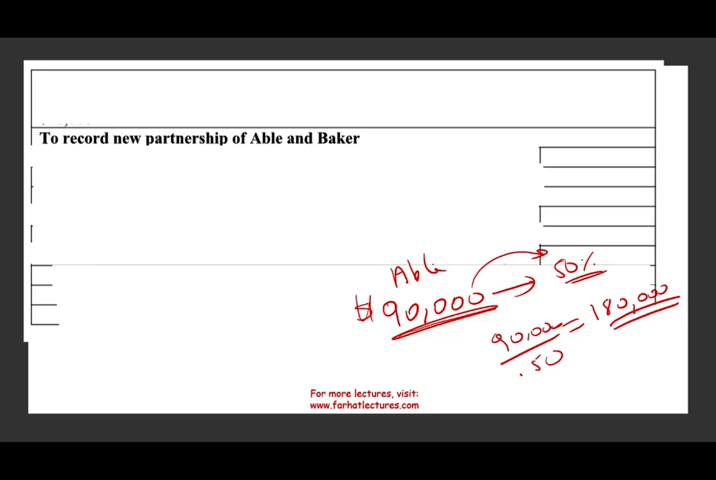 To record new partnership of Able and Baker
Able
$90,000 → 50%
90,000 = 180,000
.50
For more lectures, visit:
www.farhatlectures.com